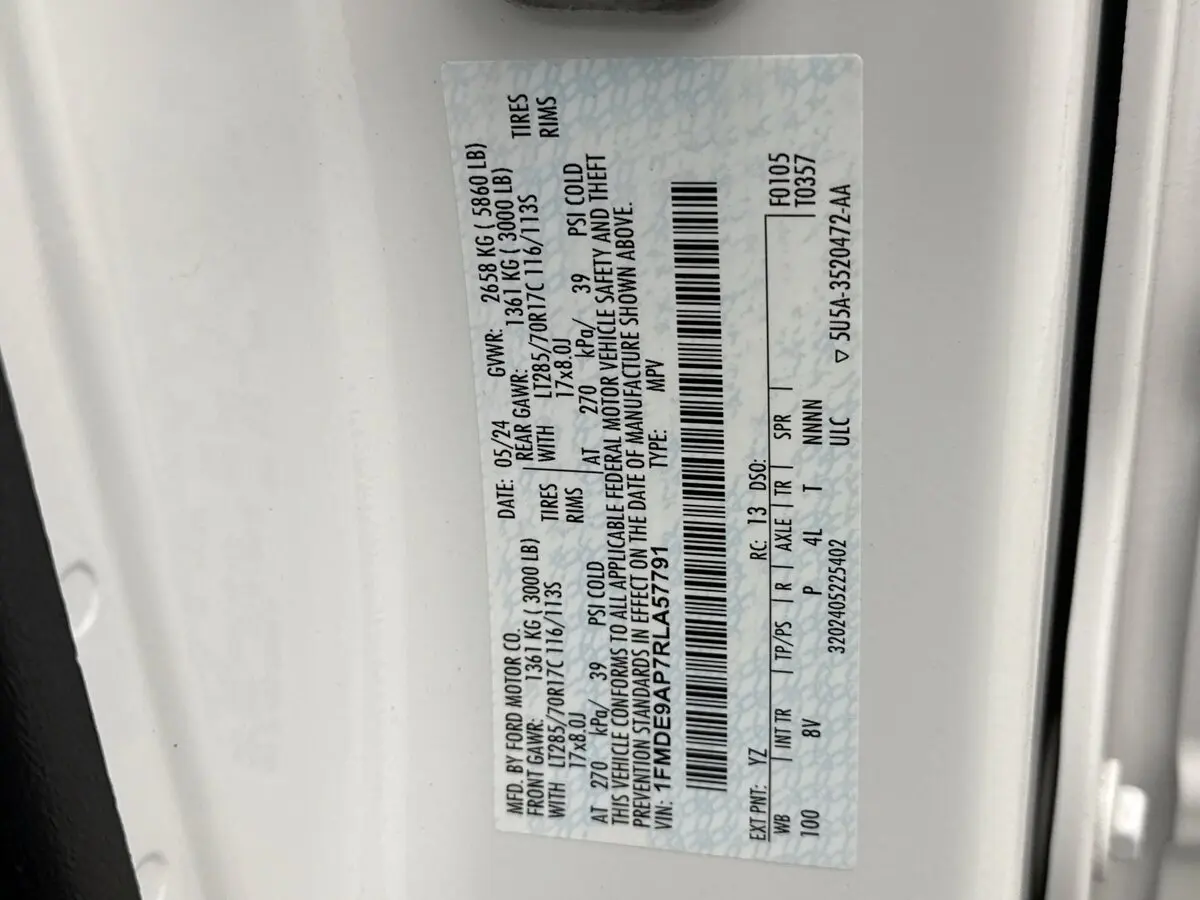 MFD. BY FORD MOTOR CO.
DATE: 05/24 GVWR: 2658 KG ( 5860 LB)
FRONT GAWR: 1361 KG ( 3000 LB) REAR GAWR: 1361 KG ( 3000 LB)
WITH LT285/70R17C 116/113S TIRES WITH LT285/70R17C 116/113S TIRES
17x8.0J RIMS 17x8.0J RIMS
AT 270 kPa/ 39 PSI COLD AT 270 kPa/ 39 PSI COLD
THIS VEHICLE CONFORMS TO ALL APPLICABLE FEDERAL MOTOR VEHICLE SAFETY AND THEFT
PREVENTION STANDARDS IN EFFECT ON THE DATE OF MANUFACTURE SHOWN ABOVE.
VIN: 1FMDE9AP7RLA57791 TYPE: MPV
EXT PNT: YZ RC: 13 DSO: F0105
WB INT TR TP/PS R AXLE TR SPR T0357
100 8V P 4L T NNNN
3202405225402 ULC ▽ 5U5A-3520472-AA